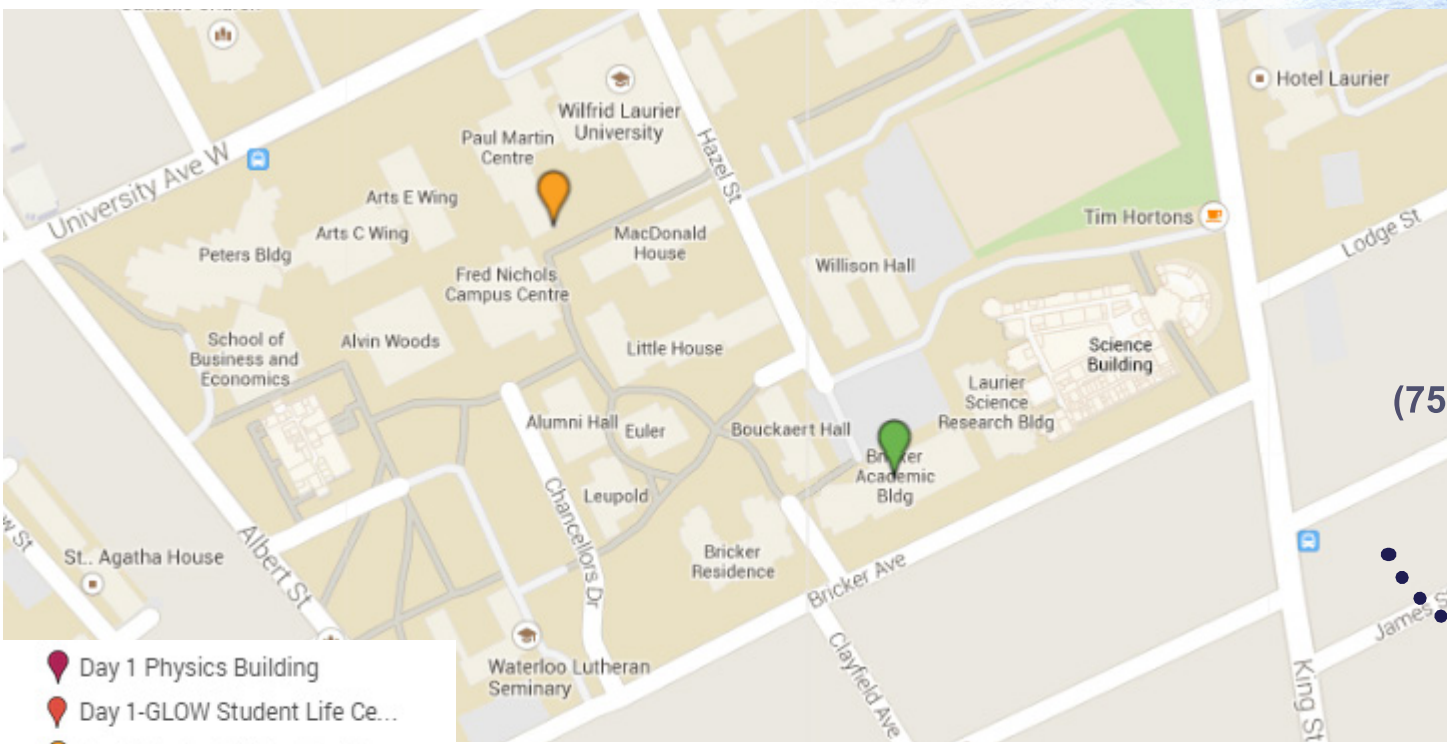 Hotel Laurier
Wilfrid Laurier
University
Paul Martin
Centre
Hazel St
University Ave W
Arts E Wing
Arts C Wing
Peters Bldg
MacDonald
House
Tim Hortons
Lodge St
Willison Hall
Fred Nichols
Campus Centre
School of
Business and
Economics
Alvin Woods
Little House
Science
Building
Laurier
Science
Research Bldg
(75
Alumni Hall
Euler
Bouckaert Hall
Academic
Bldg
Leupold
Chancellors Dr
Albert St
St.. Agatha House
Bricker
Residence
Bricker Ave
James S
Clayfield Ave
King St
Waterloo Lutheran
Seminary
Day 1 Physics Building
Day 1-GLOW Student Life Ce...